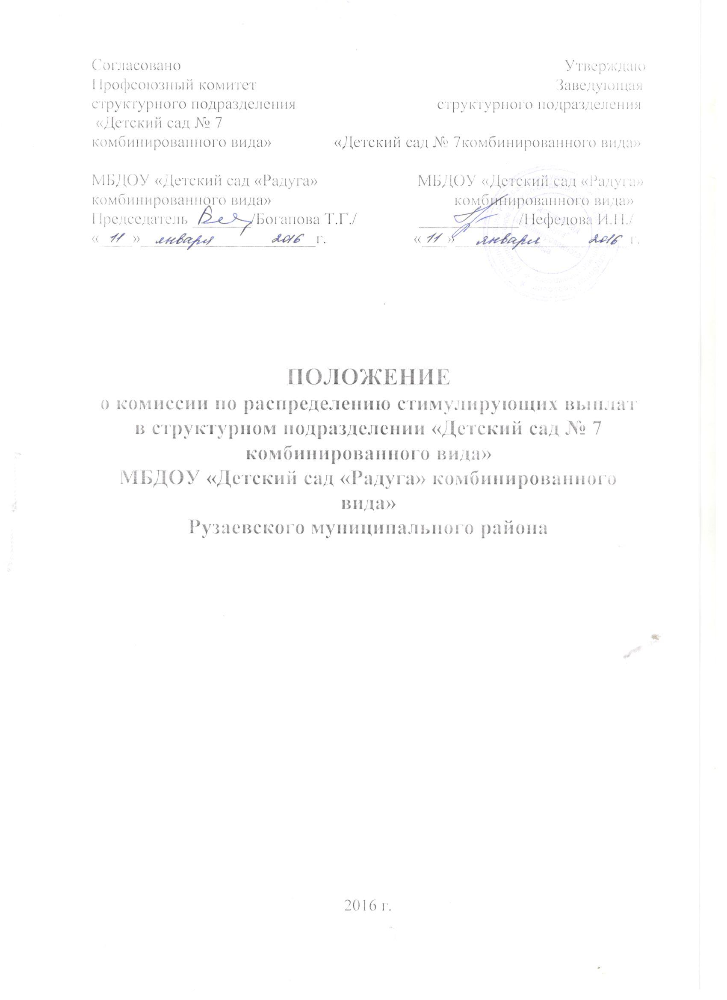 Согласовано Утверждаю
Профсоюзный комитет Заведующая
структурного подразделения структурного подразделения
«Детский сад № 7
комбинированного вида» «Детский сад № 7комбинированного вида»
МБДОУ «Детский сад «Радуга» МБДОУ «Детский сад «Радуга»
комбинированного вида» комбинированного вида»
Председатель /Боганова Т.Г./ /Нефедова И.Н./
« 11 » января 2016 г. « 11 » января 2016 г.
ПОЛОЖЕНИЕ
о комиссии по распределению стимулирующих выплат
в структурном подразделении «Детский сад № 7
комбинированного вида»
МБДОУ «Детский сад «Радуга» комбинированного
вида»
Рузаевского муниципального района
2016 г.